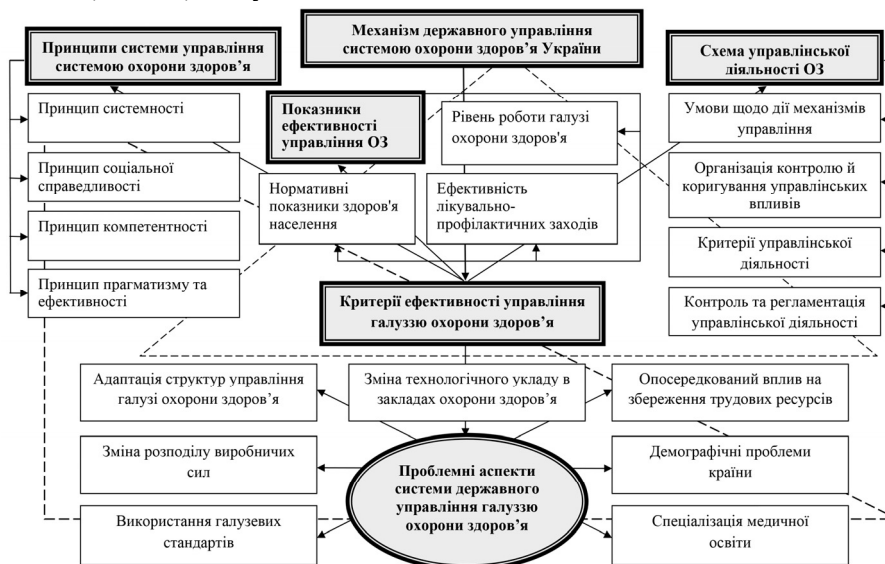 Механізм державного управління
системою охорони здоров’я України
Принципи системи управління
системою охорони здоров’я
Схема управлінської
діяльності ОЗ
Показники
ефективності
управління ОЗ
Принцип системності
Принцип соціальної
справедливості
Принцип компетентності
Принцип прагматизму та
ефективності
Рівень роботи галузі
охорони здоров'я
Нормативні
показники здоров'я
населення
Ефективність
лікувально-
профілактичних заходів
Умови щодо дії механізмів
управління
Організація контролю й
коригування управлінських
впливів
Критерії управлінської
діяльності
Контроль та регламентація
управлінської діяльності
Критерії ефективності управління
галуззю охорони здоров’я
Адаптація структур управління
галузі охорони здоров’я
Зміна технологічного укладу в
закладах охорони здоров’я
Опосередкований вплив на
збереження трудових ресурсів
Зміна розподілу виробничих
сил
Проблемні аспекти
системи державного
управління галуззю
охорони здоров’я
Демографічні проблеми
країни
Використання галузевих
стандартів
Спеціалізація медичної
освіти